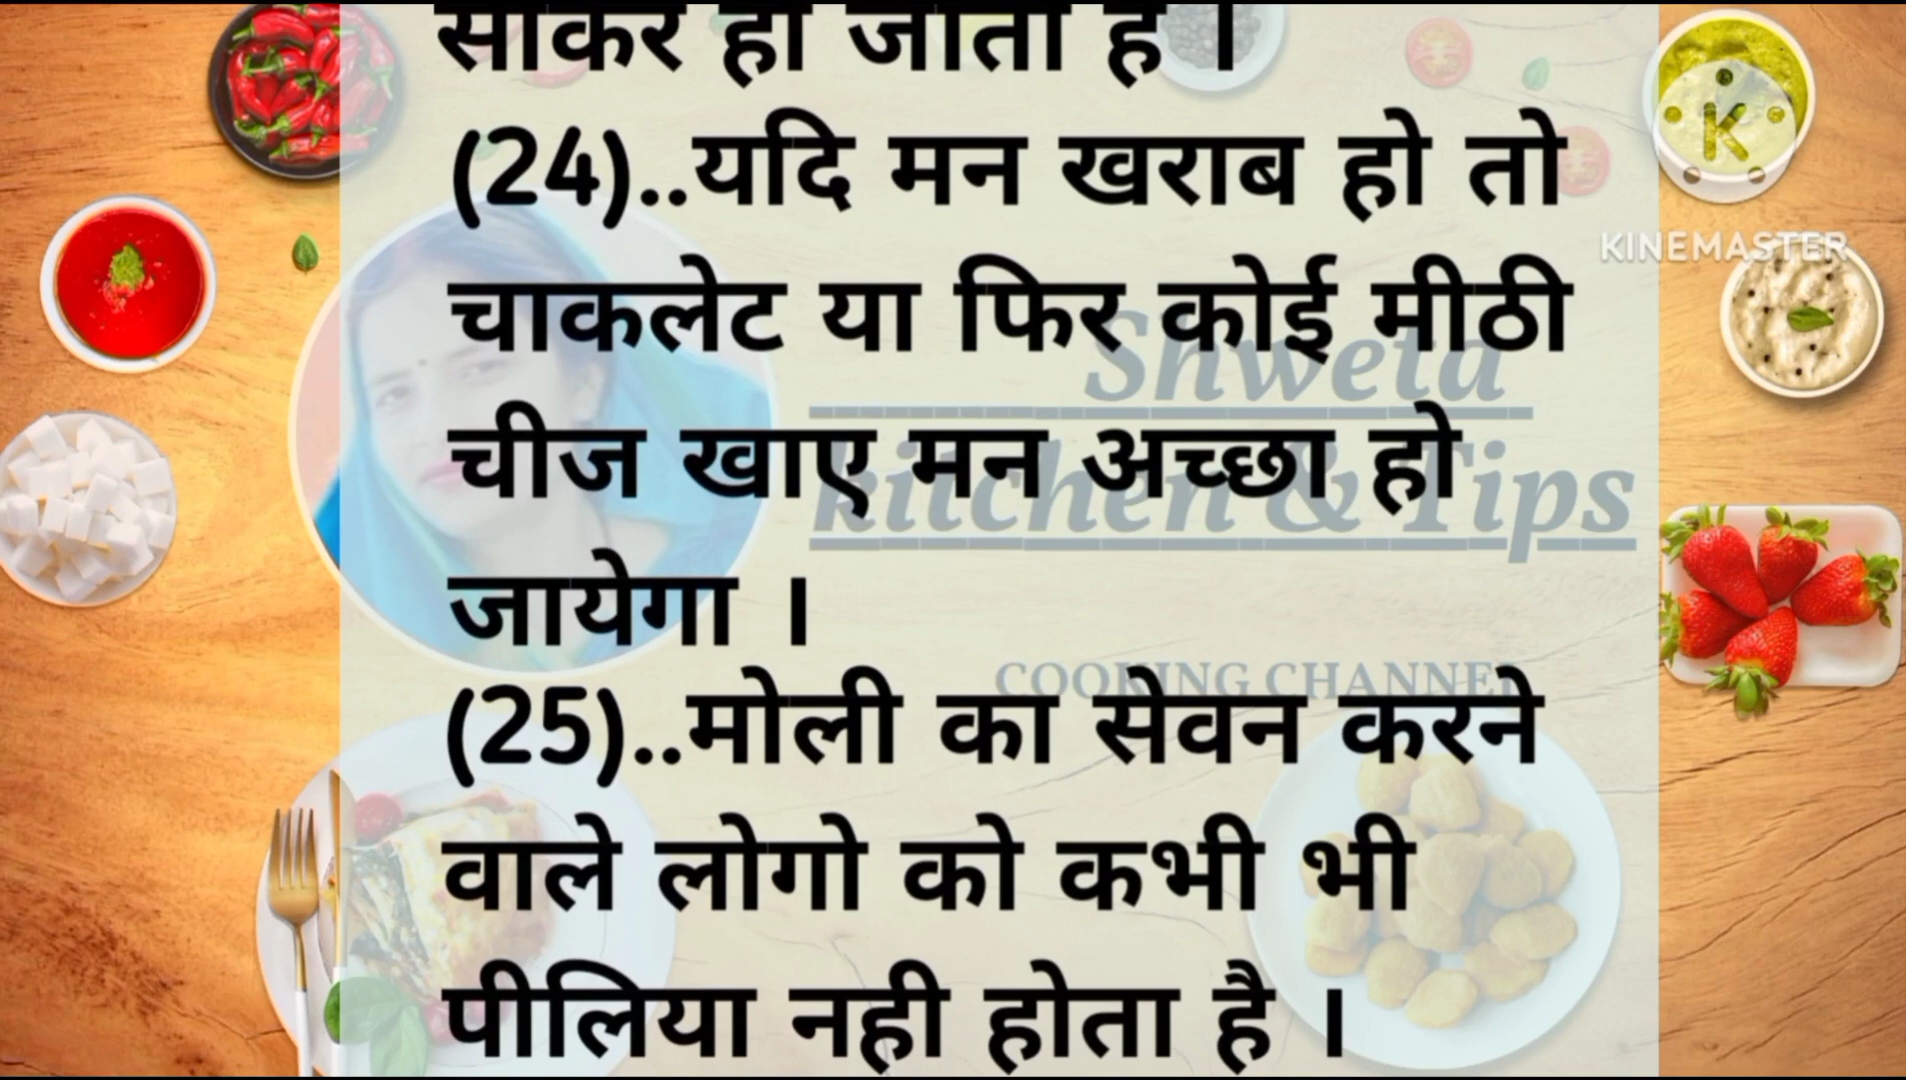 हो जाता है ।
(24)..यदि मन खराब हो तो
KINEMASTER
चाकलेट या फिर कोई मीठी
Shweta
चीज खाए मन अच्छा हो
kitchen & Tips
जायेगा ।
COOKING CHANNEL
(25)..मोली का सेवन करने
वाले लोगो को कभी भी
पीलिया नही होता है ।